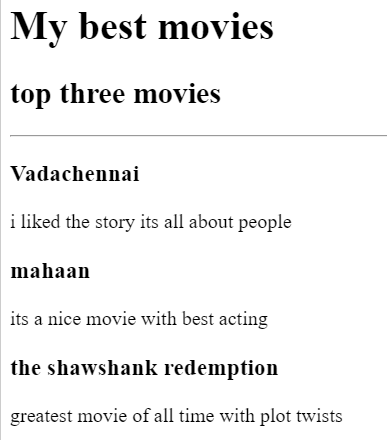 My best movies
top three movies
Vadachennai
i liked the story its all about people
mahaan
its a nice movie with best acting
the shawshank redemption
greatest movie of all time with plot twists